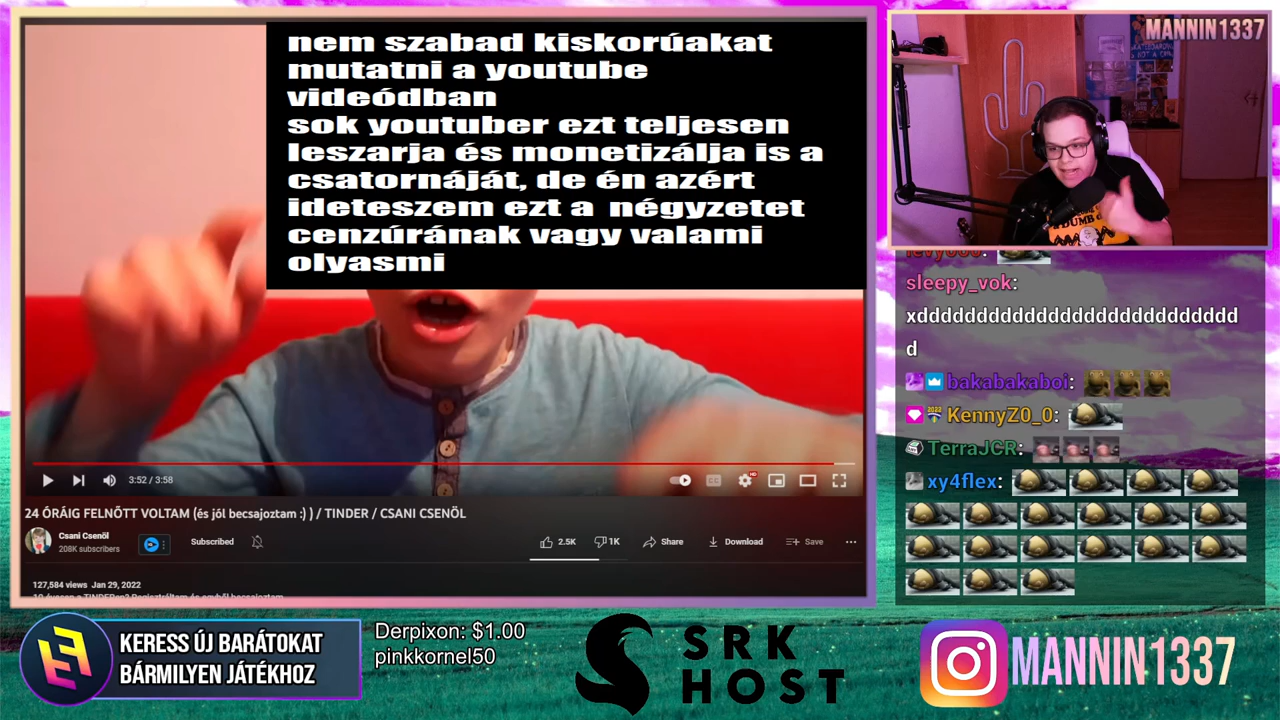 nem szabad kiskorúakat
mutatni a youtube
videódban
sok youtuber ezt teljesen
leszarja és monetizálja is a
csatornáját, de én azért
ideteszem ezt a négyzetet
cenzúrának vagy valami
olyasmi
MANNIN1337
sleepy_vok:
xddddddddddddddddddddddddddd
d
bakabakaboi:
KennyZ0_0:
TerraJCR:
xy4flex:
3:52 / 3:58
HD
24 ÓRÁIG FELNŐTT VOLTAM (és jól becsajoztam :) ) / TINDER / CSANI CSENÖL
Csani Csenöl
208K subscribers
Subscribed
2.5K
1K
Share
Download
Save
127,584 views Jan 29, 2022
KERESS ÚJ BARÁTOKAT
BÁRMILYEN JÁTÉKHOZ
Derpixon: $1.00
pinkkornel50
SRK
HOST
MANNIN1337